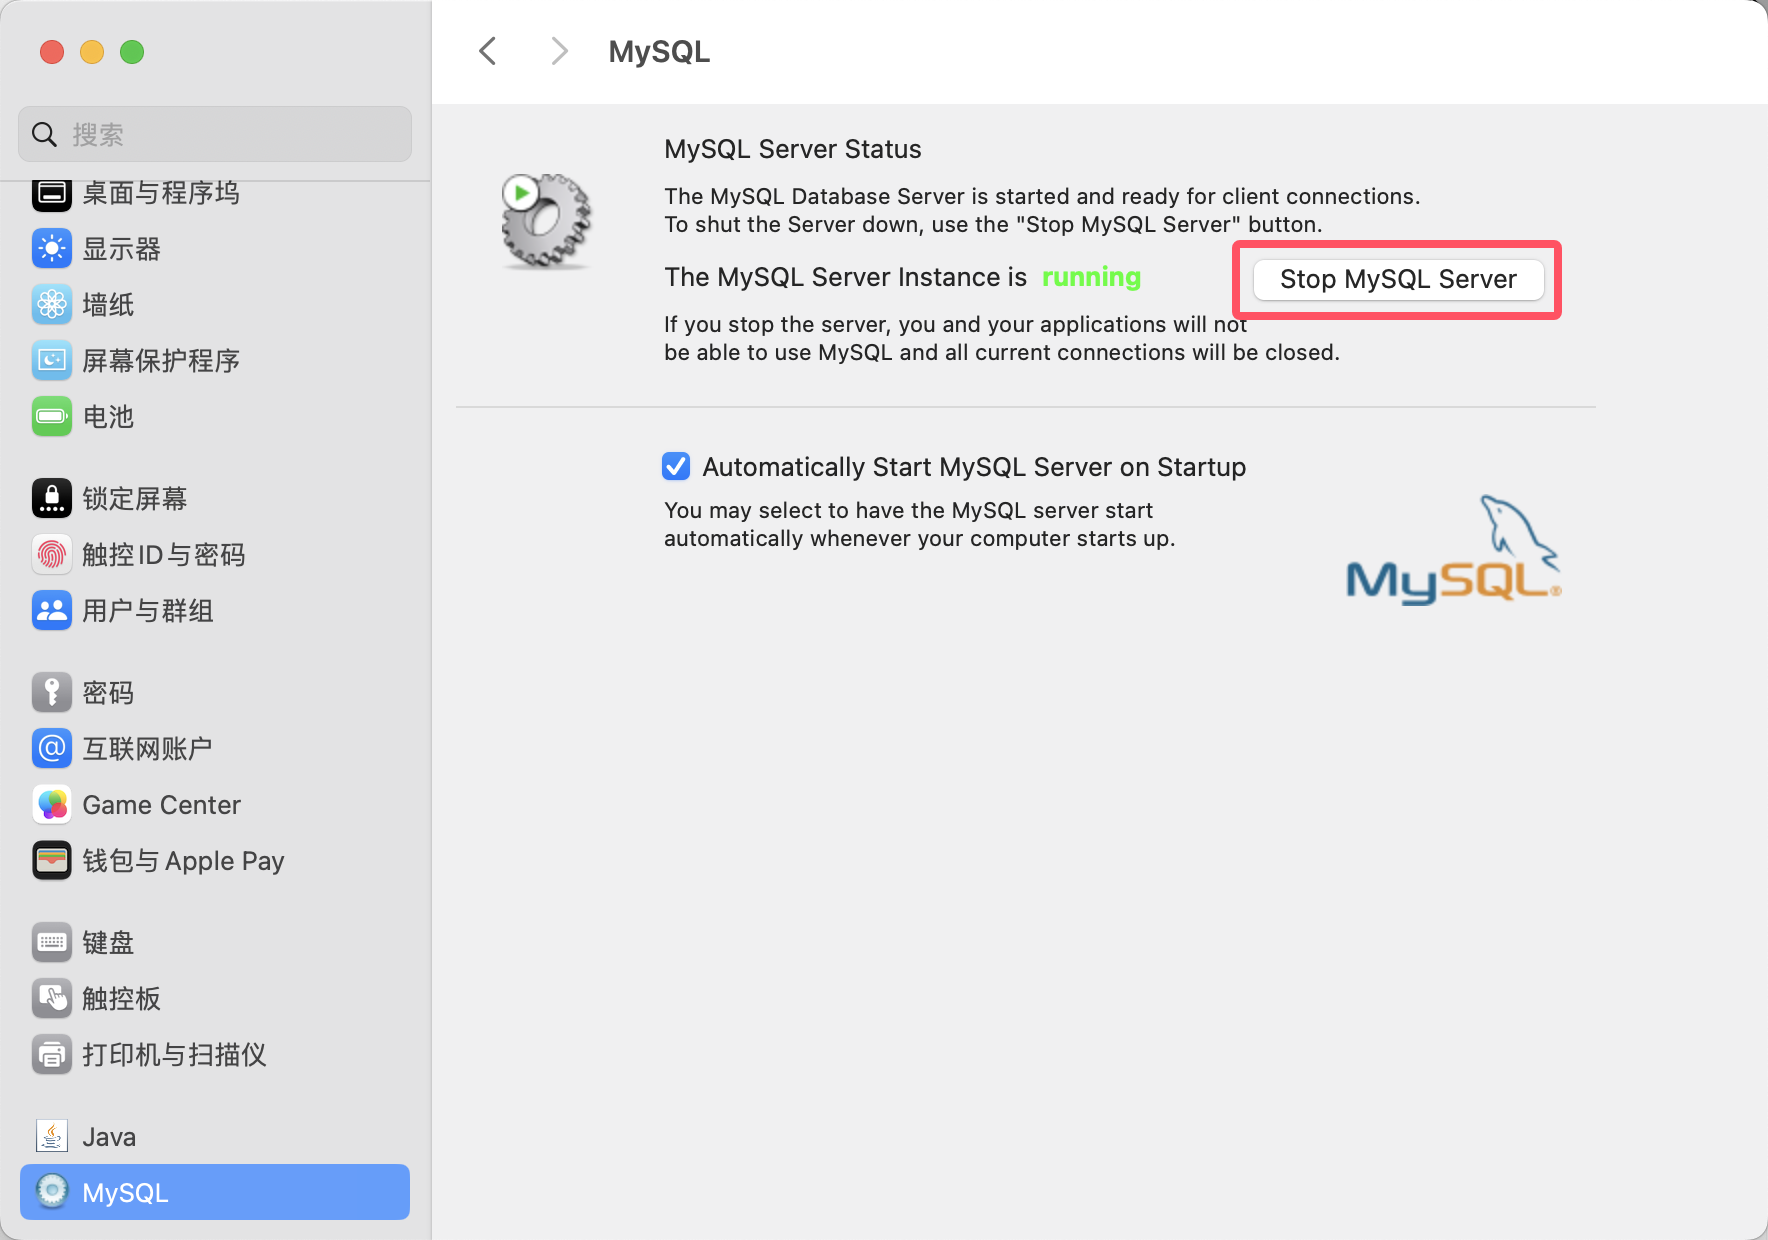 搜索
桌面与程序坞
显示器
墙纸
屏幕保护程序
电池
锁定屏幕
触控 ID 与密码
用户与群组
密码
互联网账户
Game Center
钱包与 Apple Pay
键盘
触控板
打印机与扫描仪
Java
MySQL
MySQL
MySQL Server Status
The MySQL Database Server is started and ready for client connections.
To shut the Server down, use the "Stop MySQL Server" button.
The MySQL Server Instance is running
Stop MySQL Server
If you stop the server, you and your applications will not
be able to use MySQL and all current connections will be closed.
Automatically Start MySQL Server on Startup
You may select to have the MySQL server start
automatically whenever your computer starts up.
MySQL®